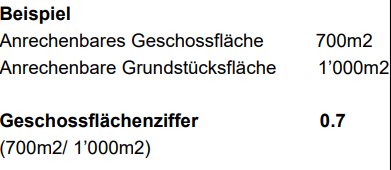 Beispiel
Anrechenbares Geschossfläche 700m2
Anrechenbare Grundstücksfläche 1’000m2
Geschossflächenziffer 0.7
(700m2/ 1’000m2)